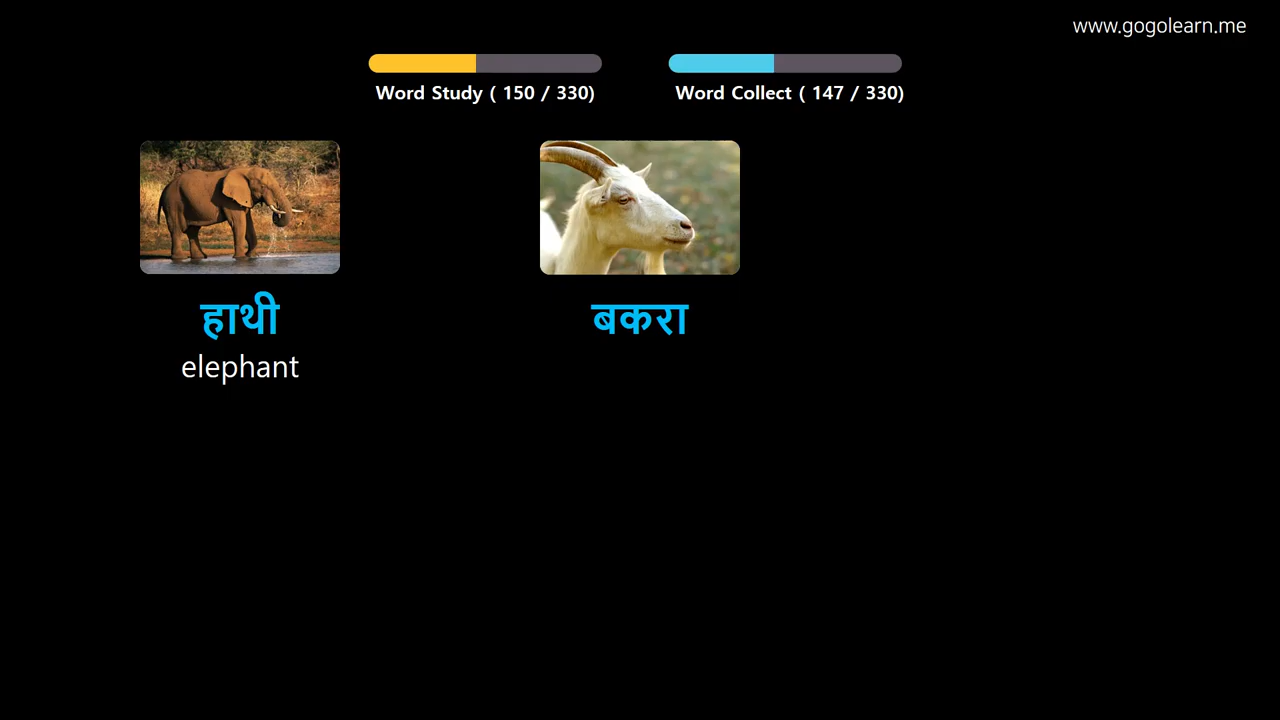 www.gogolearn.me
Word Study ( 150 / 330)
Word Collect ( 147 / 330)
हाथी
बकरा
elephant